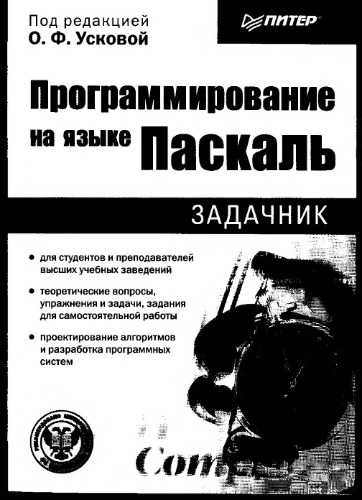 Под редакцией
О. Ф. Усковой
ПИТЕР
Программирование
на языке Паскаль
ЗАДАЧНИК
• для студентов и преподавателей
высших учебных заведений
• теоретические вопросы,
упражнения и задачи, задания
для самостоятельной работы
• проектирование алгоритмов
и разработка программных
систем